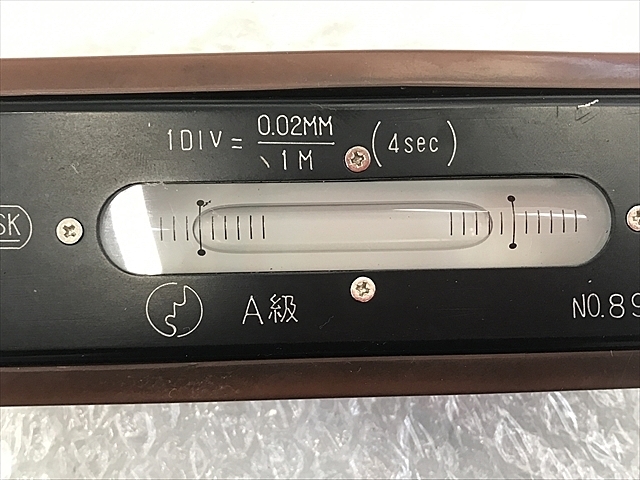 1DIV = 0.02MM / 1M (4sec)
SK
A級
NO.89